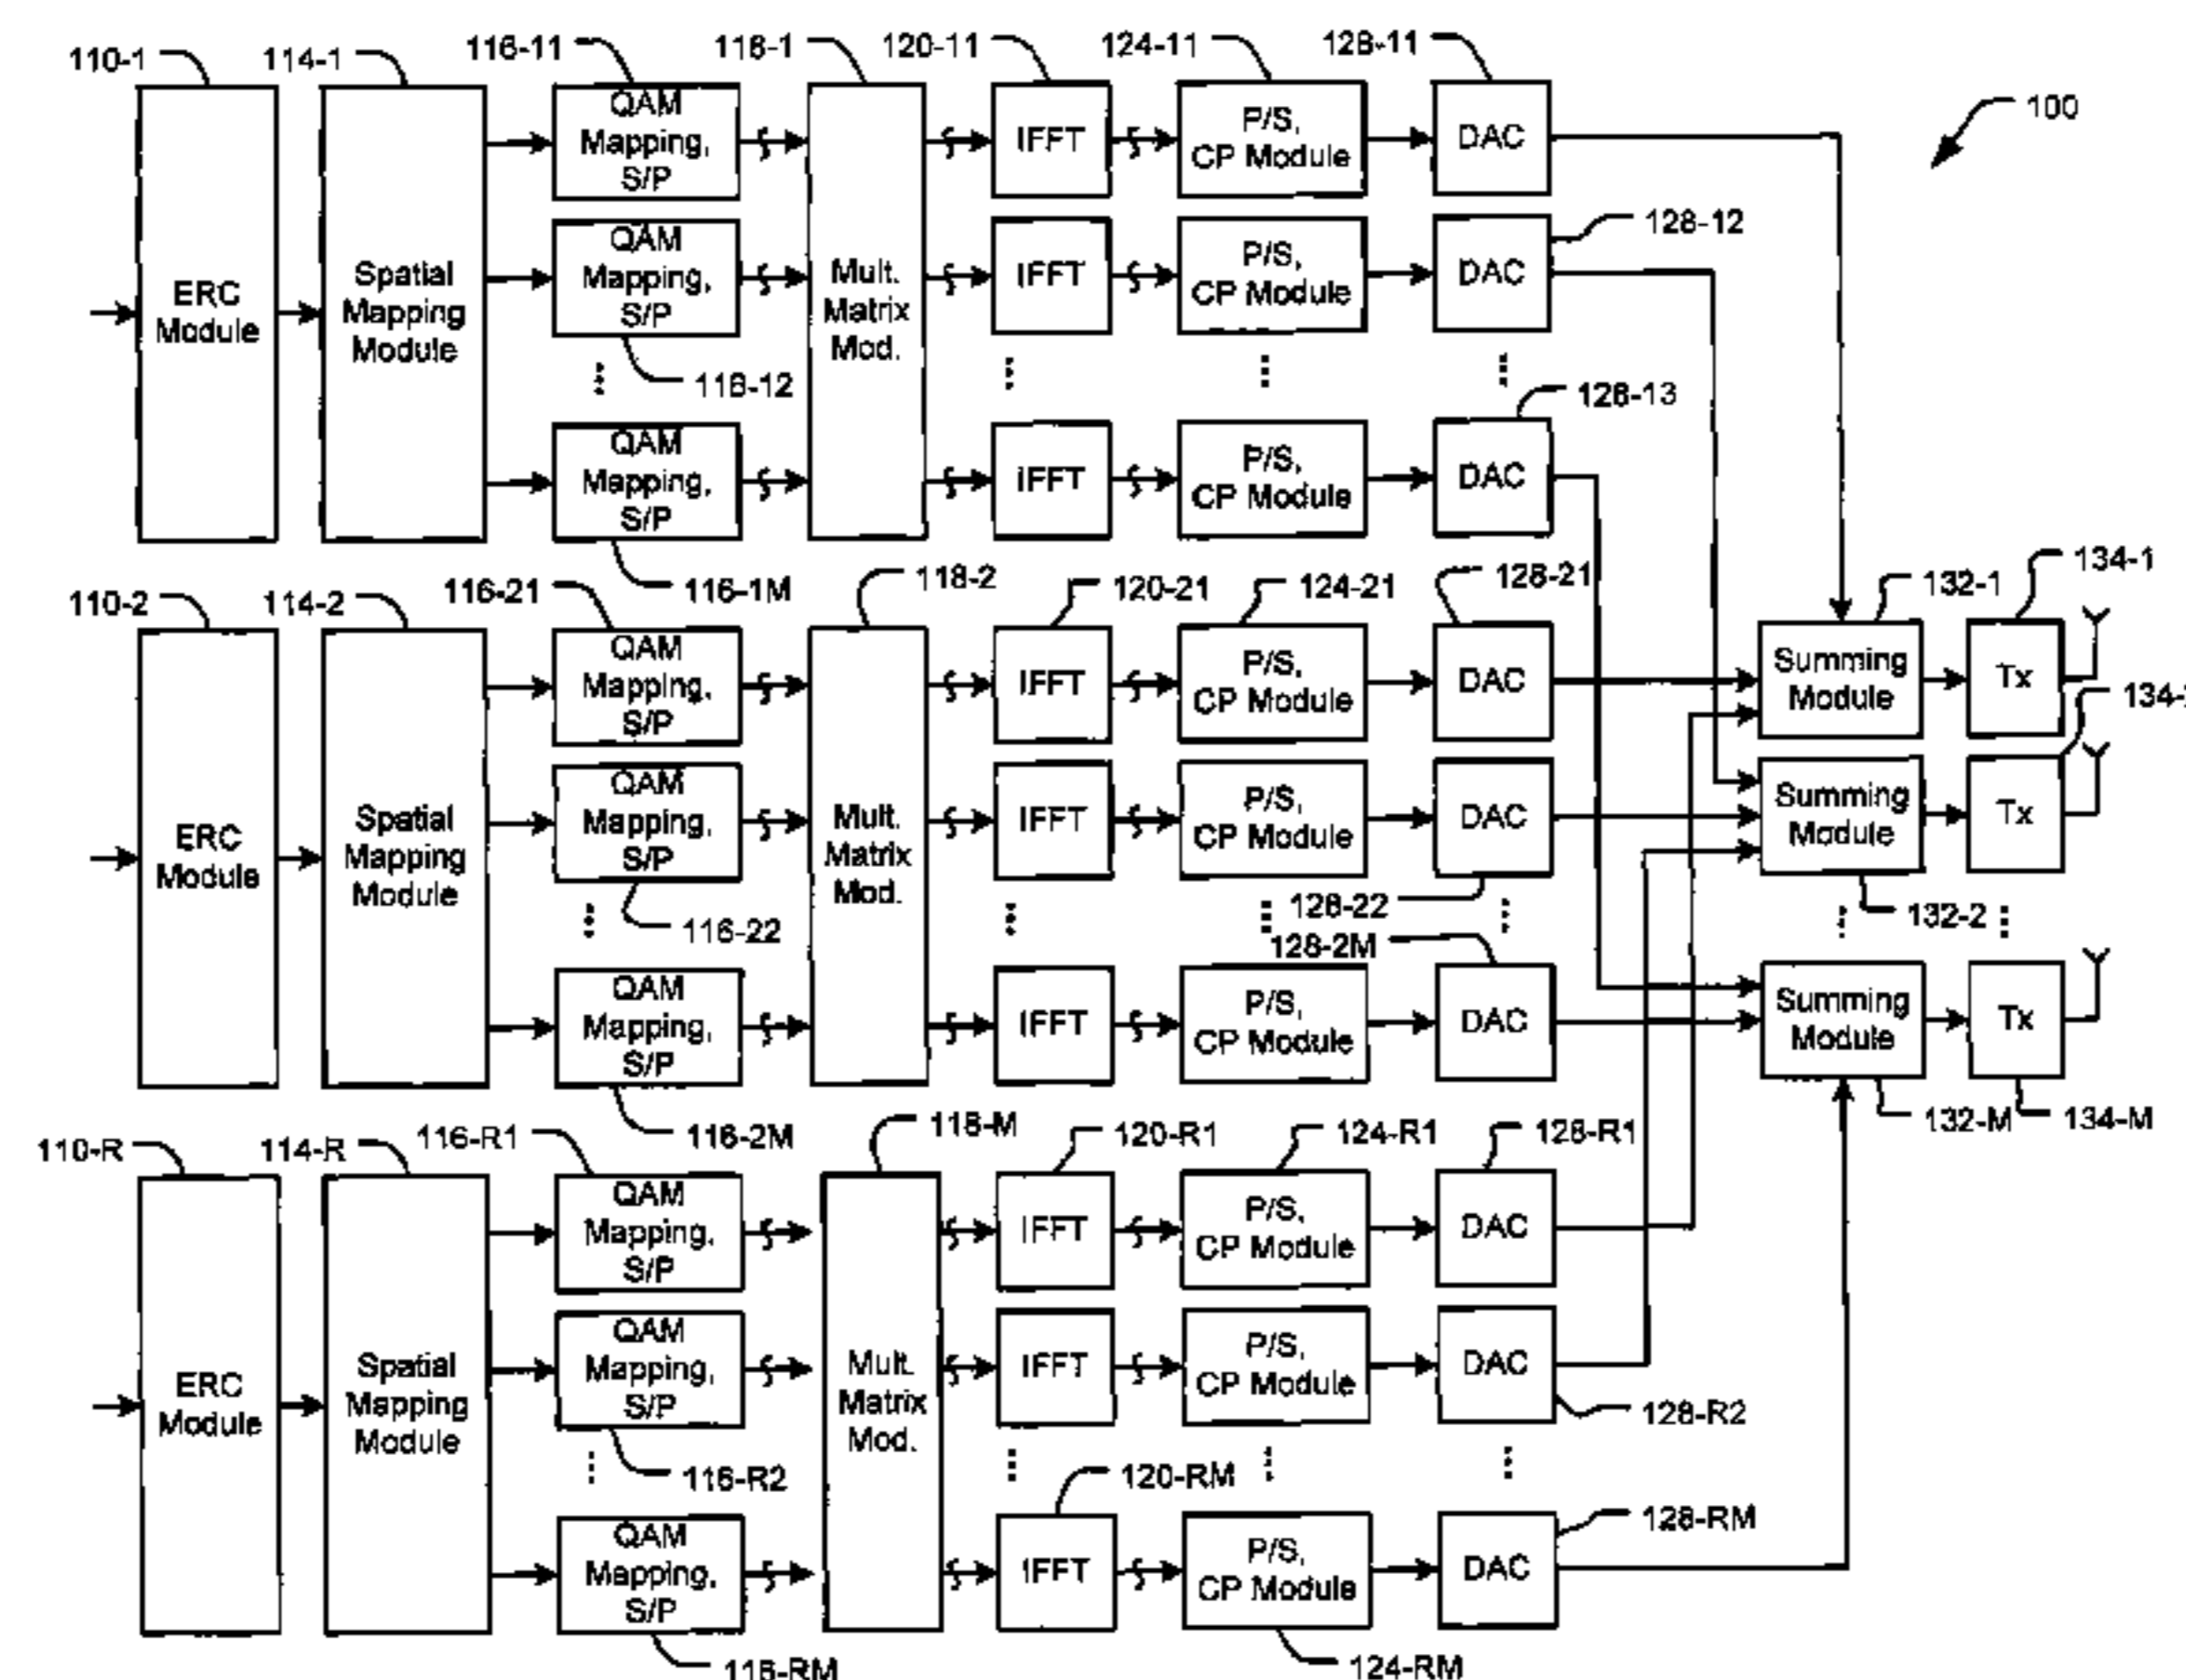 110-1
114-1
116-11
118-1
120-11
124-11
128-11
100
ERC
Module
Spatial
Mapping
Module
QAM
Mapping,
S/P
QAM
Mapping,
S/P
QAM
Mapping,
S/P
Mult.
Matrix
Mod.
IFFT
P/S,
CP Module
DAC
IFFT
P/S,
CP Module
DAC
IFFT
P/S,
CP Module
DAC
128-12
116-12
128-13
116-1M
110-2
114-2
116-21
118-2
120-21
124-21
128-21
132-1
134-1
ERC
Module
Spatial
Mapping
Module
QAM
Mapping,
S/P
QAM
Mapping,
S/P
QAM
Mapping,
S/P
Mult.
Matrix
Mod.
IFFT
P/S,
CP Module
DAC
IFFT
P/S,
CP Module
DAC
IFFT
P/S,
CP Module
DAC
116-22
128-22
128-2M
116-2M
Summing
Module
Tx
134-
Summing
Module
Tx
132-2
Summing
Module
Tx
132-M
134-M
110-R
114-R
116-R1
118-M
120-R1
124-R1
128-R1
ERC
Module
Spatial
Mapping
Module
QAM
Mapping,
S/P
QAM
Mapping,
S/P
QAM
Mapping,
S/P
Mult.
Matrix
Mod.
IFFT
P/S,
CP Module
DAC
IFFT
P/S,
CP Module
DAC
IFFT
P/S,
CP Module
DAC
128-R2
116-R2
120-RM
128-RM
116-RM
124-RM